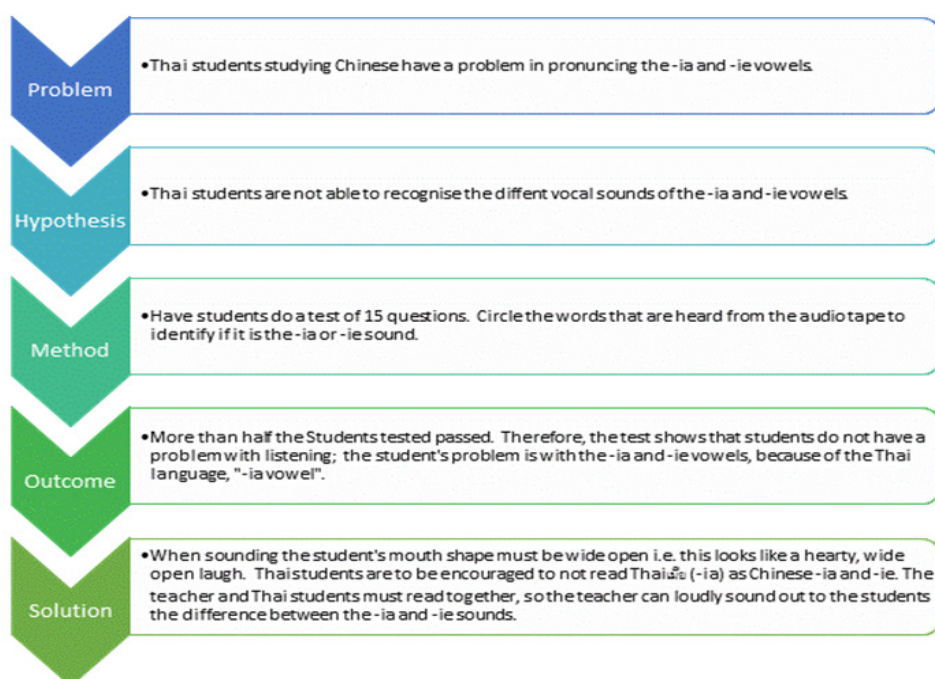 Problem
•Thai students studying Chinese have a problem in pronuncing the -ia and -ie vowels.
Hypothesis
•Thai students are not able to recognise the diffent vocal sounds of the -ia and -ie vowels.
Method
•Have students do a test of 15 questions. Circle the words that are heard from the audio tape to
identify if it is the -ia or -ie sound.
Outcome
•More than half the Students tested passed. Therefore, the test shows that students do not have a
problem with listening; the student's problem is with the -ia and -ie vowels, because of the Thai
language, "-ia vowel".
Solution
•When sounding the student's mouth shape must be wide open i.e. this looks like a hearty, wide
open laugh. Thai students are to be encouraged to not read Thai (-ia) as Chinese -ia and -ie. The
teacher and Thai students must read together, so the teacher can loudly sound out to the students
the difference between the -ia and -ie sounds.